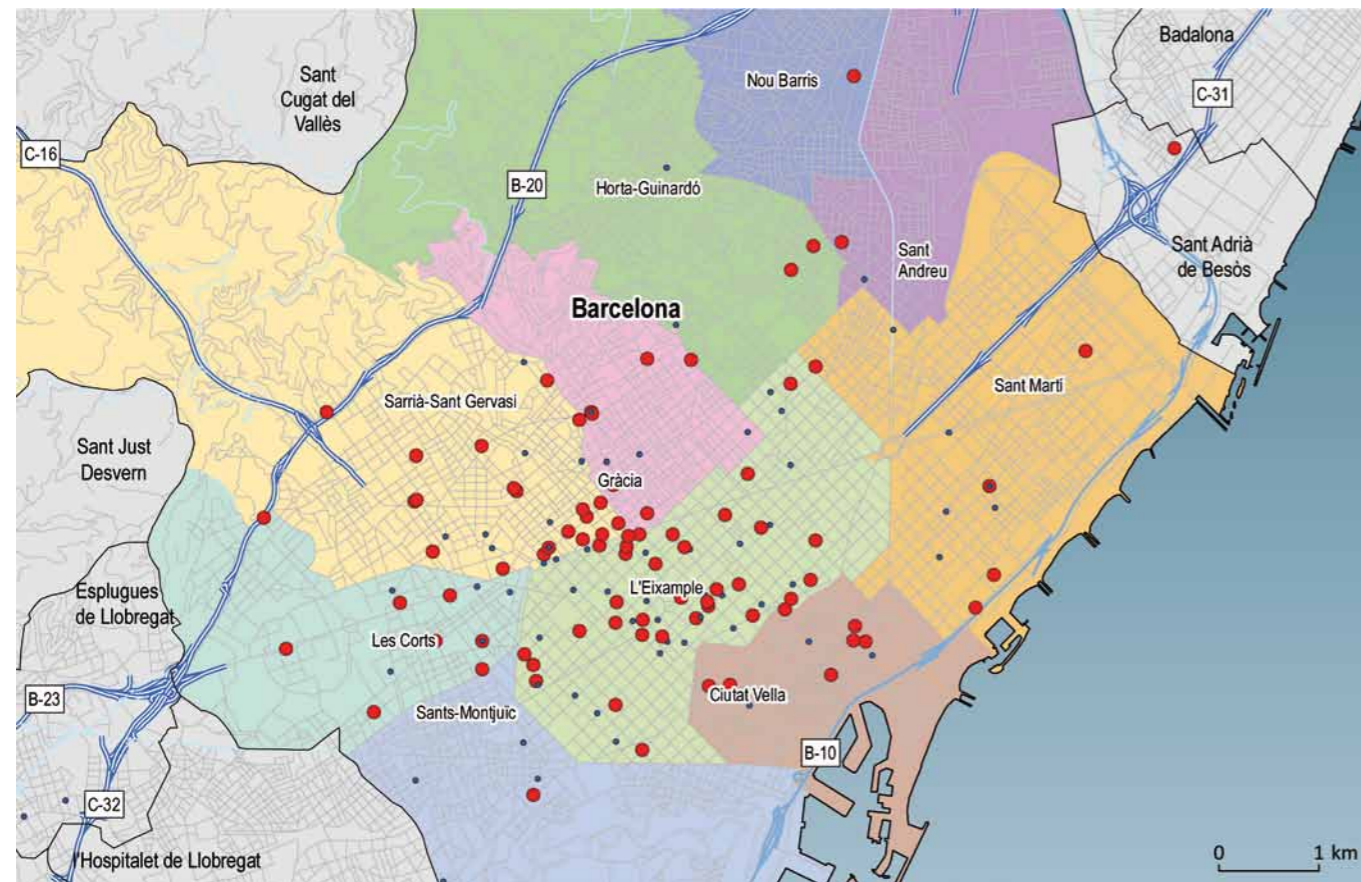 Badalona
Sant
Cugat del
Vallès
Nou Barris
C-31
C-16
B-20
Horta-Guinardó
Sant Adrià
de Besòs
Sant
Andreu
Barcelona
Sant Martí
Sarrià-Sant Gervasi
Sant Just
Desvern
Gràcia
Esplugues
de Llobregat
L'Eixample
Les Corts
B-23
Ciutat Vella
Sants-Montjuïc
B-10
C-32
l'Hospitalet de Llobregat
0 1 km